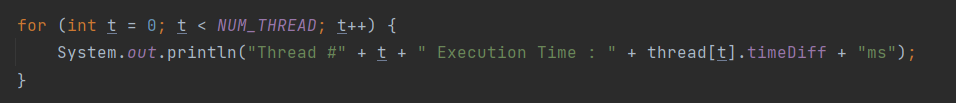 for (int t = 0; t < NUM_THREAD; t++) {
    System.out.println("Thread #" + t + " Execution Time : " + thread[t].timeDiff + "ms");
}